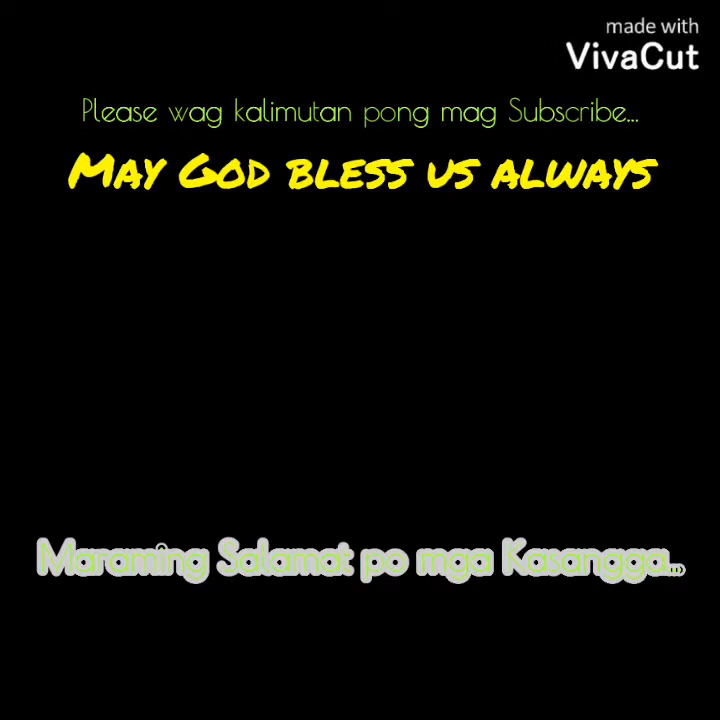 made with
VivaCut
Please wag kalimutan pong mag Subscribe...
MAY GOD BLESS US ALWAYS
Maraming Salamat po mga Kasangga...